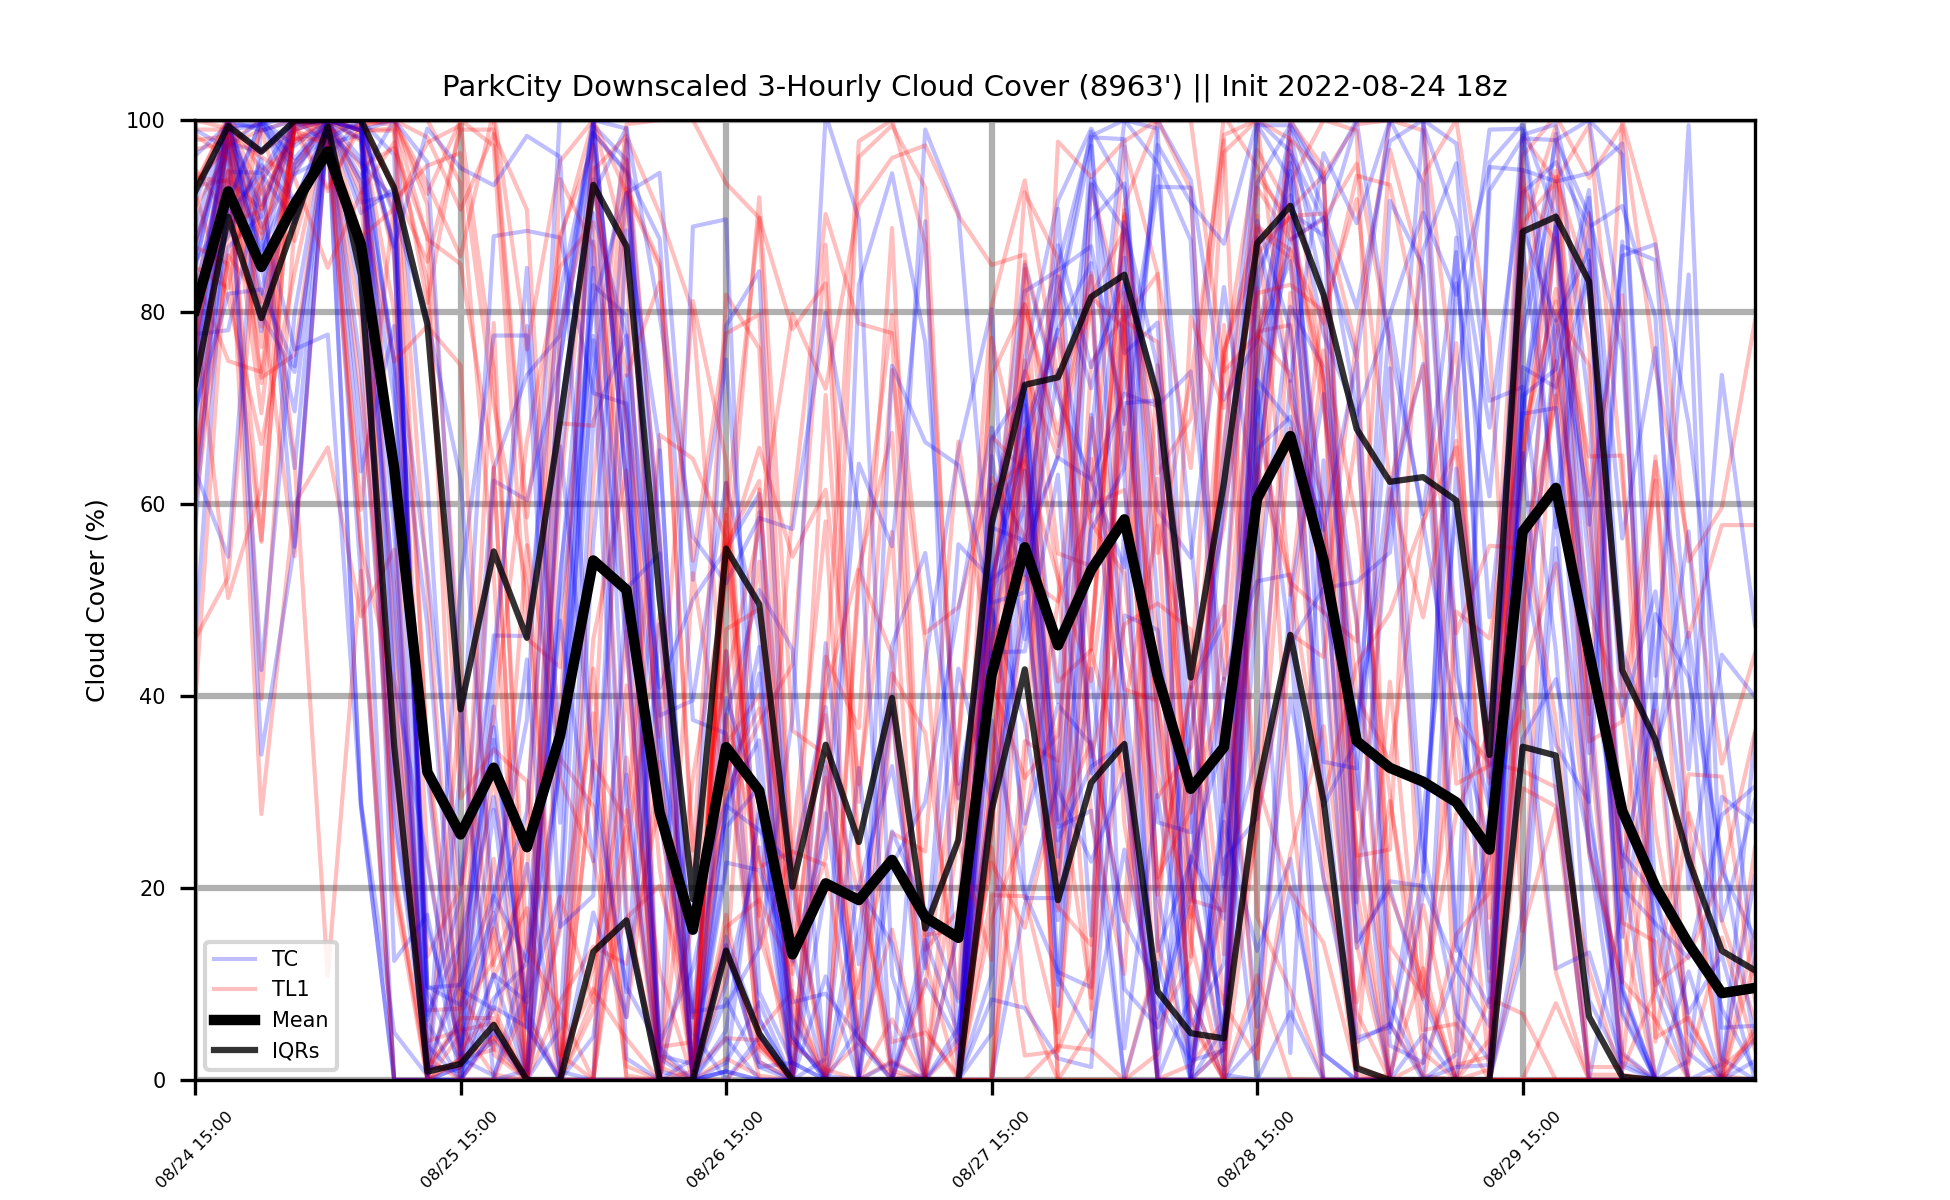 ParkCity Downscaled 3-Hourly Cloud Cover (8963') || Init 2022-08-24 18z
100
80
60
40
20
0
Cloud Cover (%)
TC
TL1
Mean
IQRs
08/24 15:00
08/25 15:00
08/26 15:00
08/27 15:00
08/28 15:00
08/29 15:00